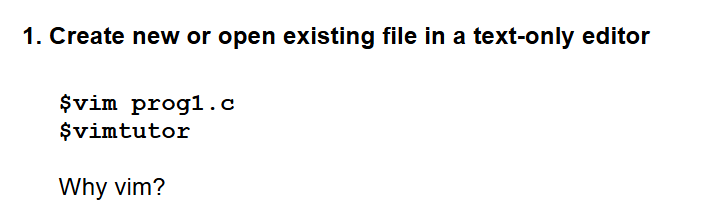 1. Create new or open existing file in a text-only editor
$vim prog1.c
$vimtutor
Why vim?